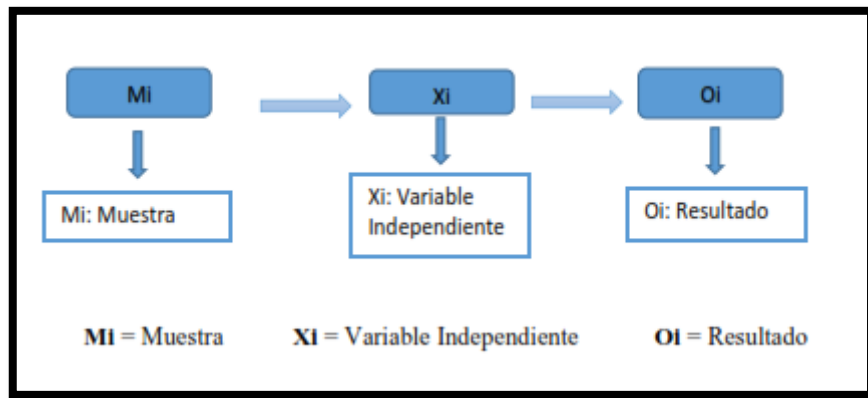 Mi
Xi
Oi
Mi: Muestra
Xi: Variable
Independiente
Oi: Resultado
Mi = Muestra
Xi = Variable Independiente
Oi = Resultado